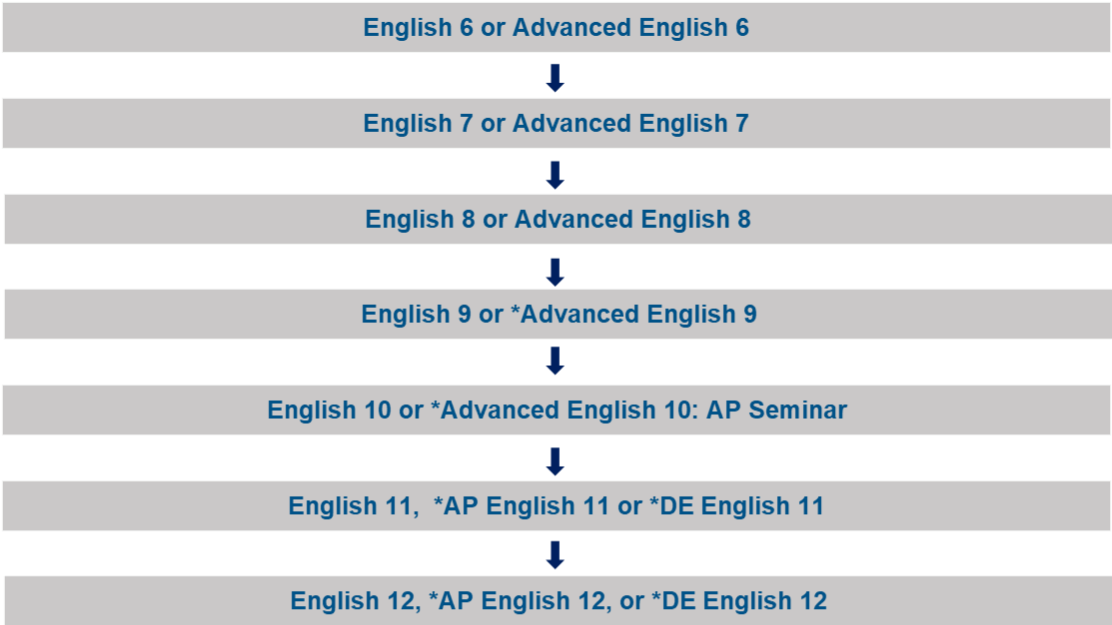 English 6 or Advanced English 6
English 7 or Advanced English 7
English 8 or Advanced English 8
English 9 or *Advanced English 9
English 10 or *Advanced English 10: AP Seminar
English 11,  *AP English 11 or *DE English 11
English 12, *AP English 12, or *DE English 12